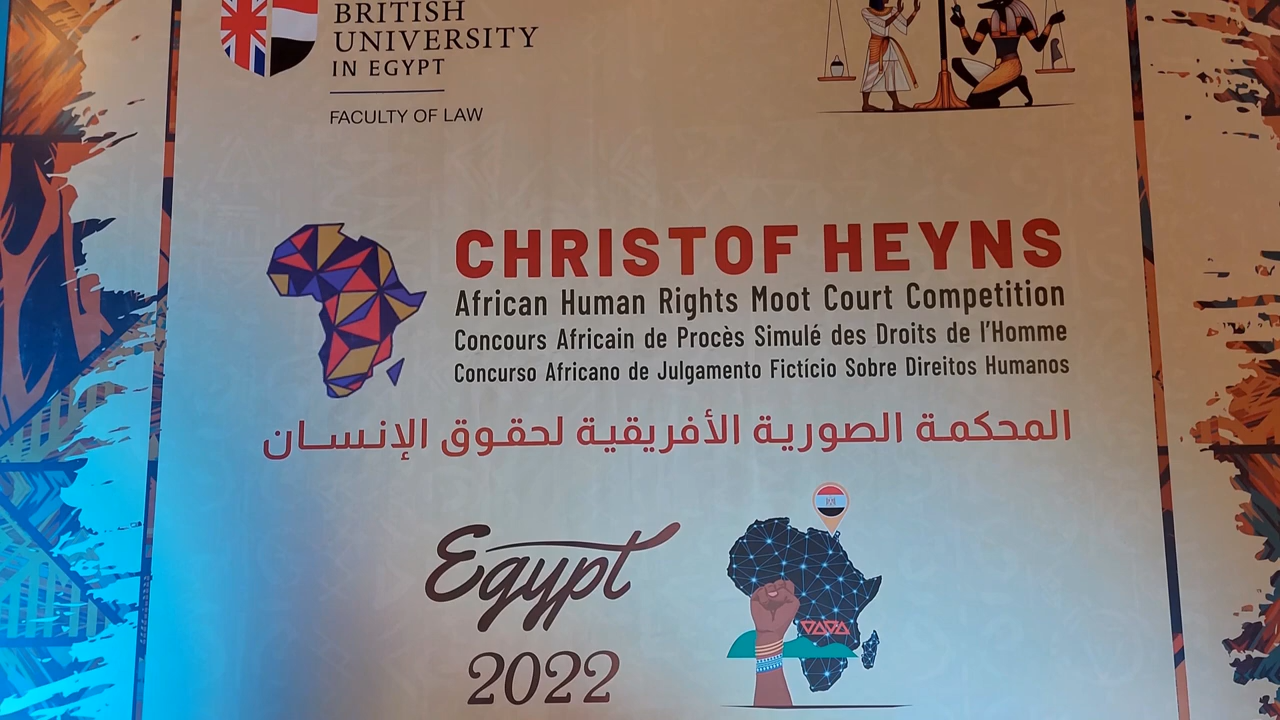 BRITISH
UNIVERSITY
IN EGYPT
FACULTY OF LAW
CHRISTOF HEYNS
African Human Rights Moot Court Competition
Concours Africain de Procès Simulé des Droits de l'Homme
Concurso Africano de Julgamento Fictício Sobre Direitos Humanos
المحكمة الصورية الأفريقية لحقوق الإنسان
Egypt
2022